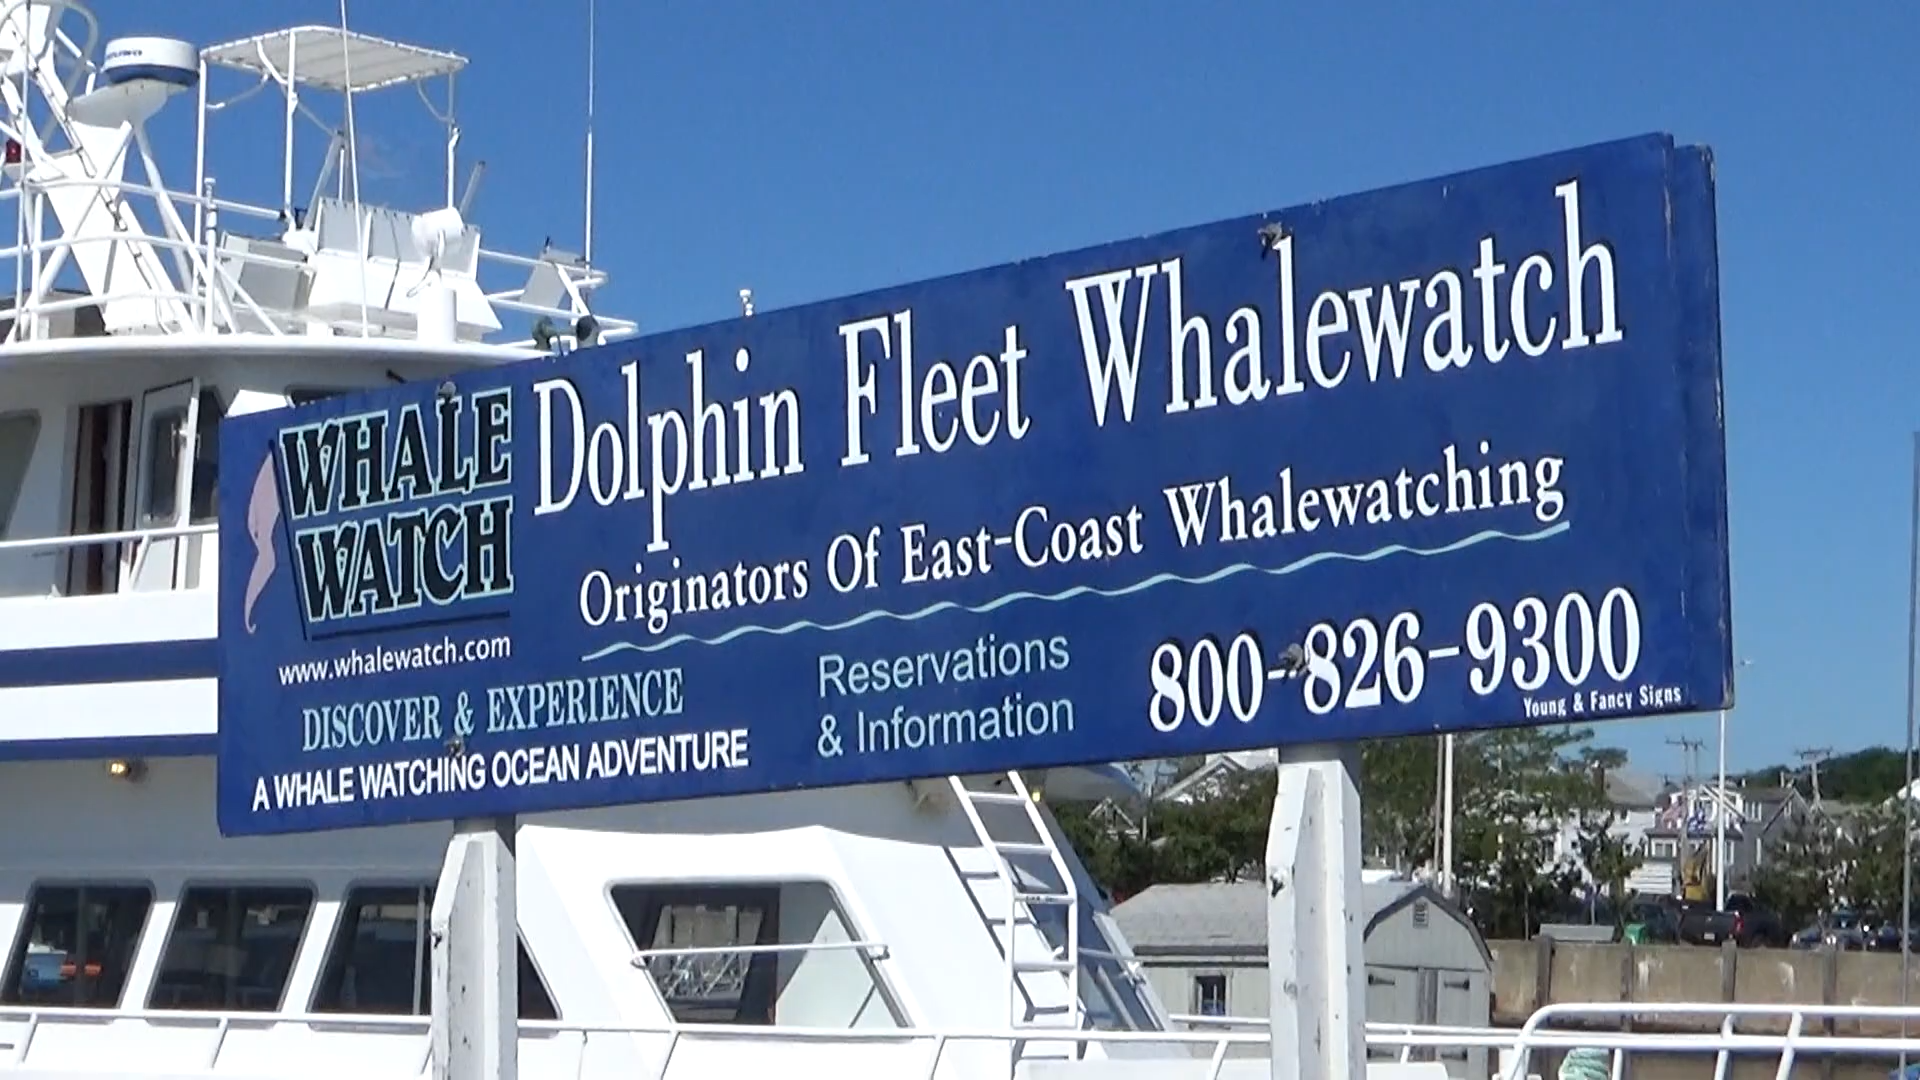 WHALE
WATCH
www.whalewatch.com
Dolphin Fleet Whalewatch
Originators Of East-Coast Whalewatching
DISCOVER & EXPERIENCE
A WHALE WATCHING OCEAN ADVENTURE
Reservations
& Information
800-826-9300
Young & Fancy Signs